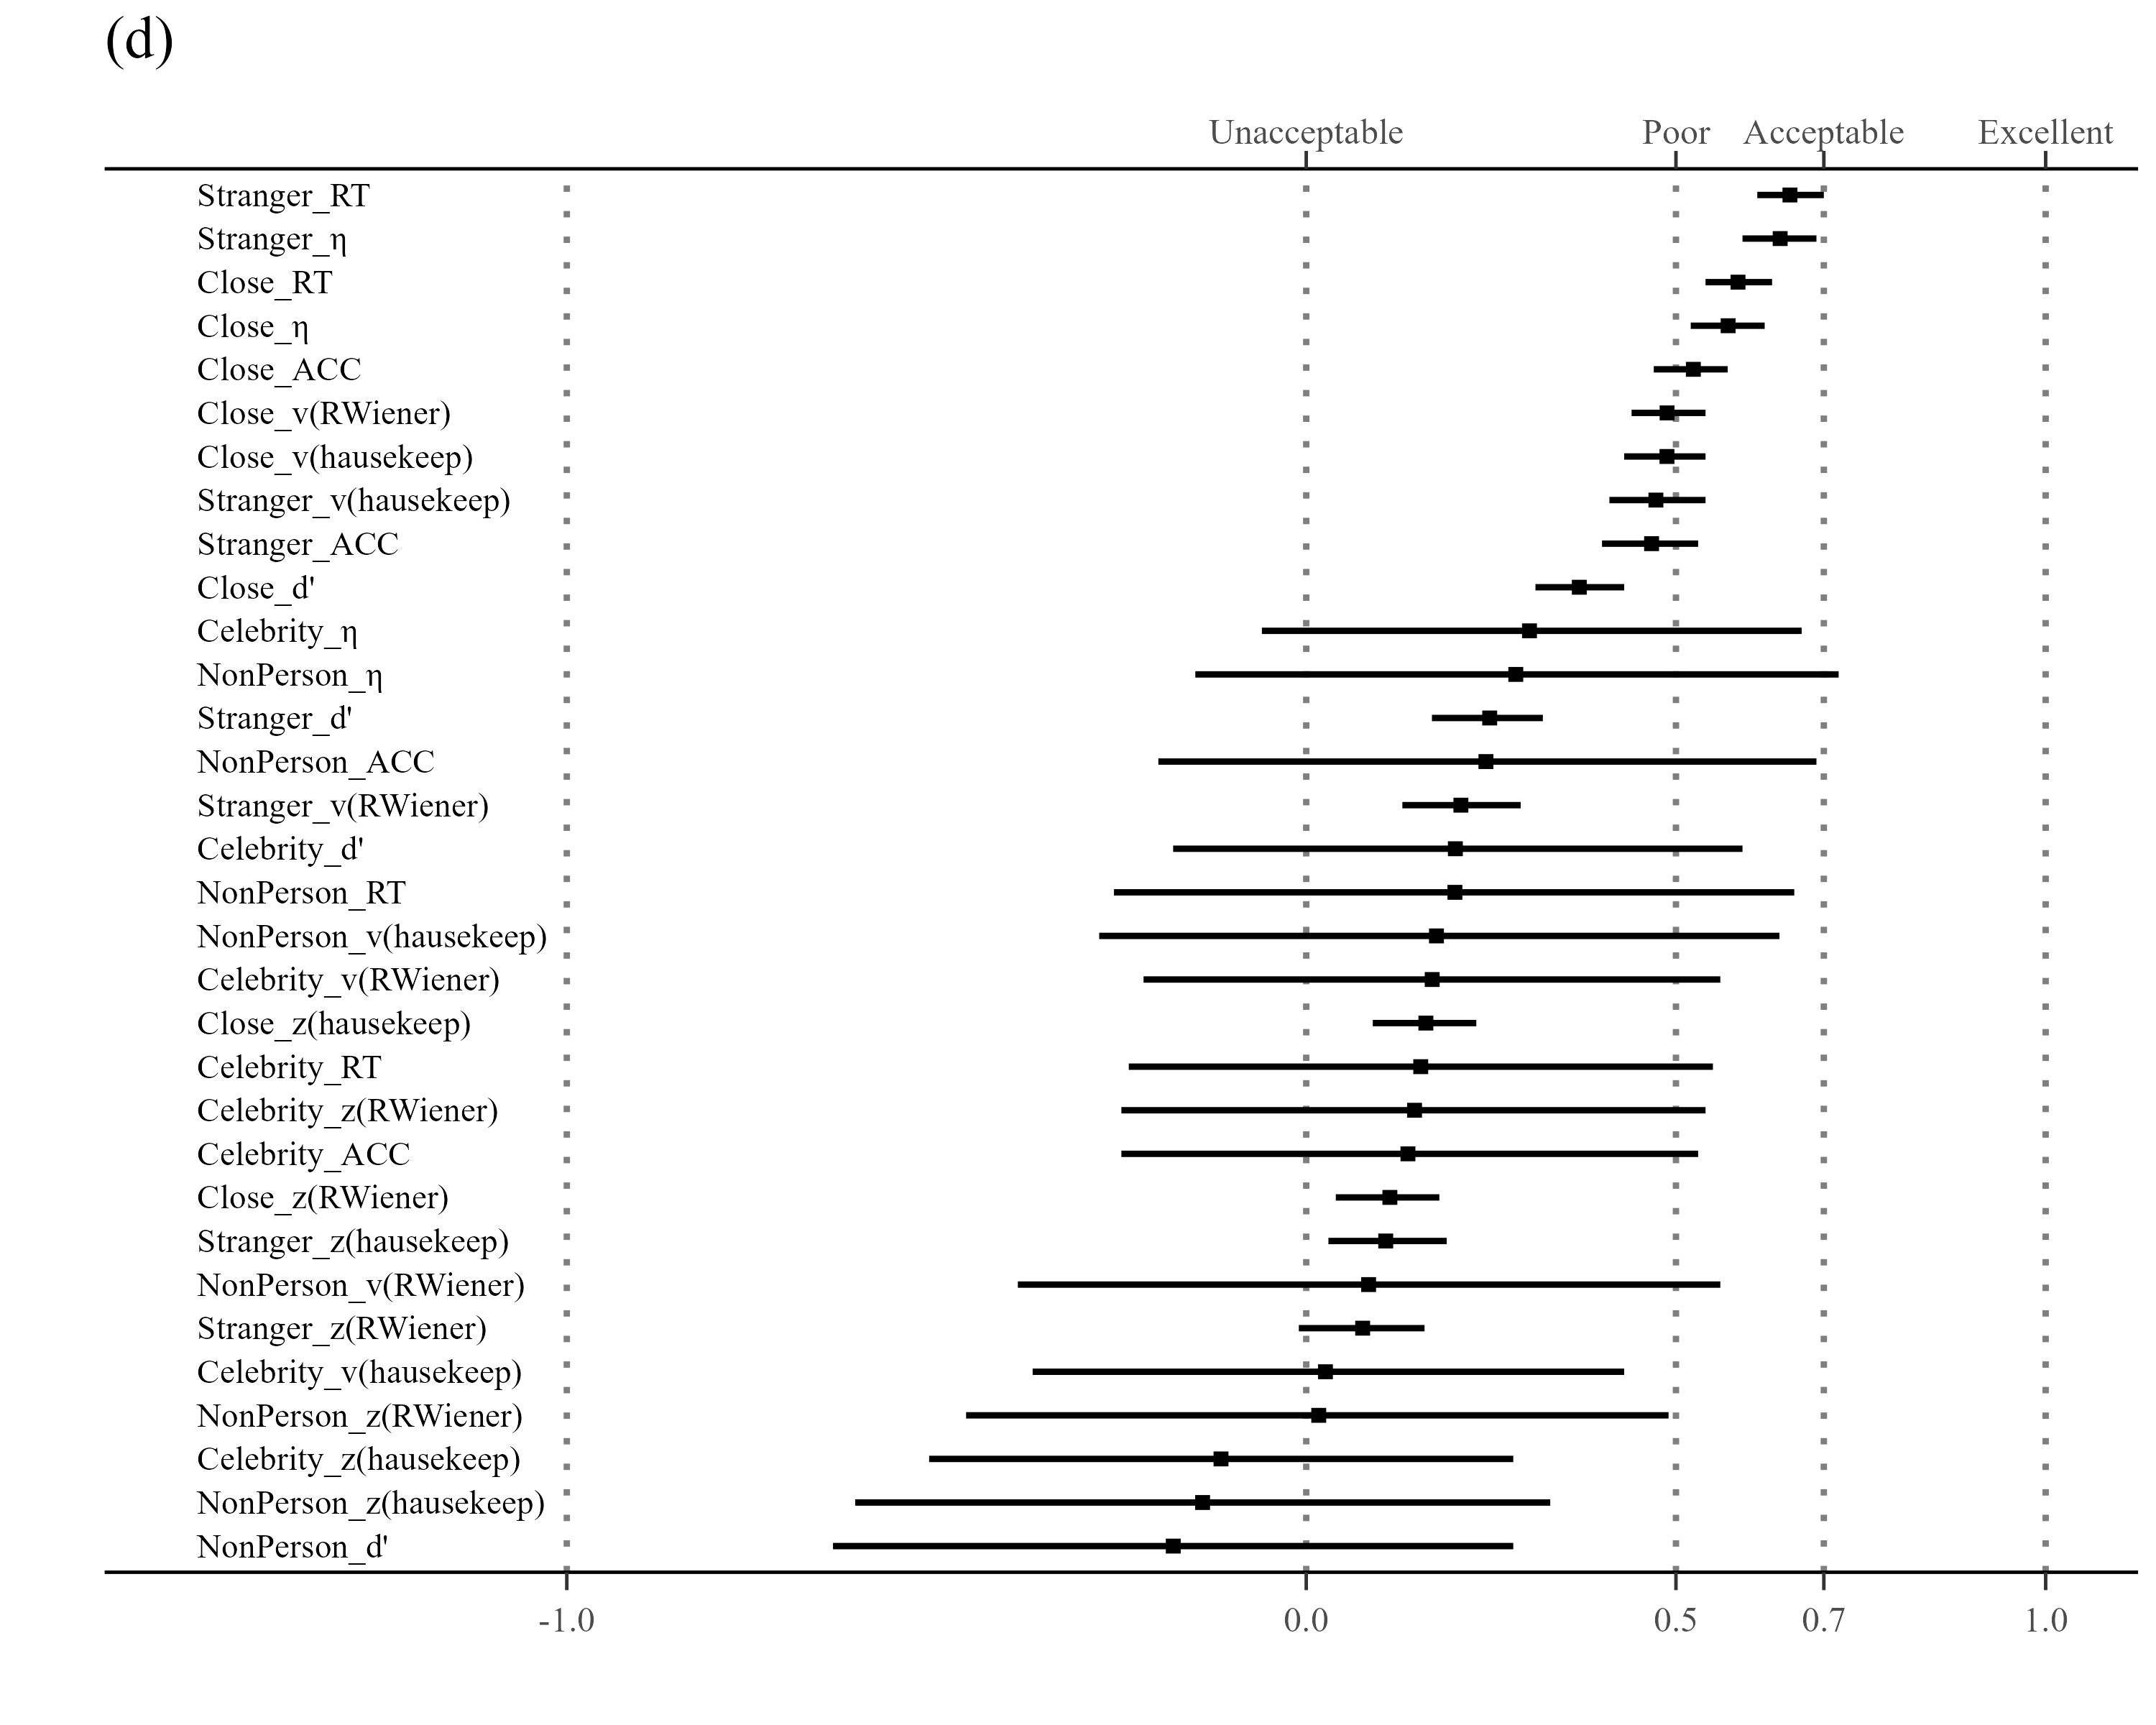 (d)
Unacceptable Poor Acceptable Excellent
Stranger_RT
Stranger_η
Close_RT
Close_η
Close_ACC
Close_v(RWiener)
Close_v(hausekeep)
Stranger_v(hausekeep)
Stranger_ACC
Close_d'
Celebrity_η
NonPerson_η
Stranger_d'
NonPerson_ACC
Stranger_v(RWiener)
Celebrity_d'
NonPerson_RT
NonPerson_v(hausekeep)
Celebrity_v(RWiener)
Close_z(hausekeep)
Celebrity_RT
Celebrity_z(RWiener)
Celebrity_ACC
Close_z(RWiener)
Stranger_z(hausekeep)
NonPerson_v(RWiener)
Stranger_z(RWiener)
Celebrity_v(hausekeep)
NonPerson_z(RWiener)
Celebrity_z(hausekeep)
NonPerson_z(hausekeep)
NonPerson_d'
-1.0 0.0 0.5 0.7 1.0